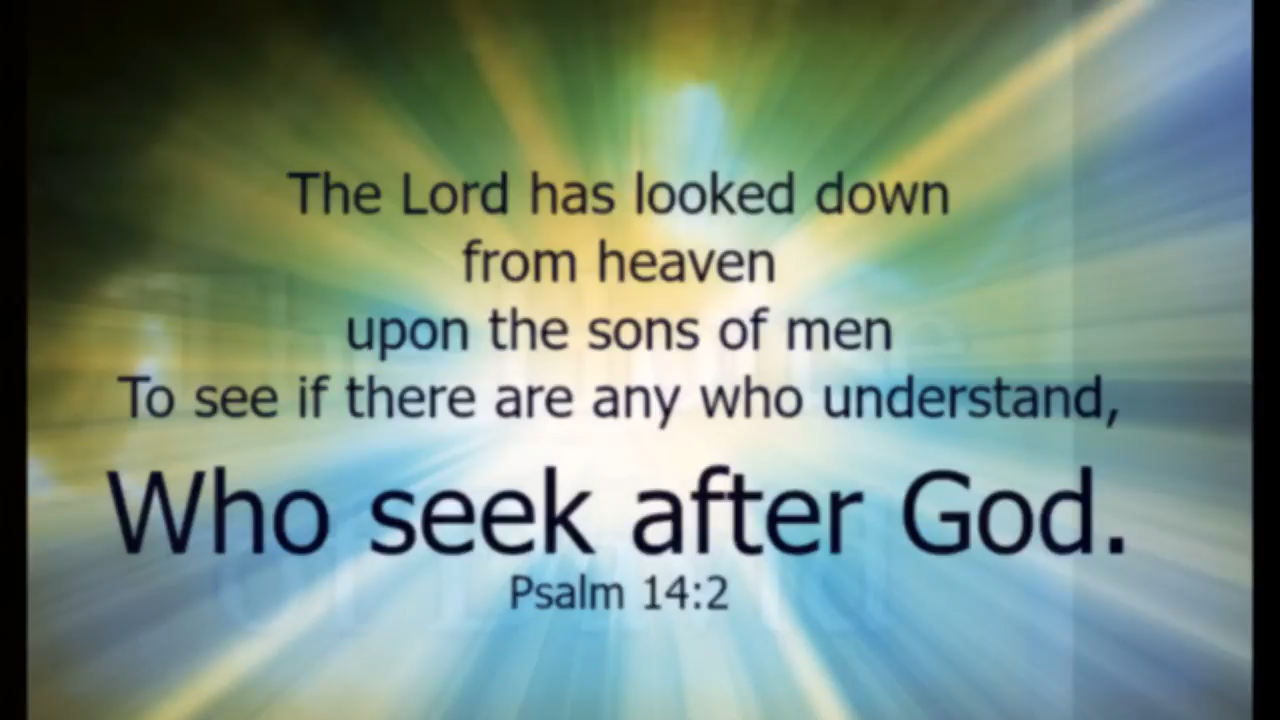 The Lord has looked down
from heaven
upon the sons of men
To see if there are any who understand,
Who seek after God.
Psalm 14:2